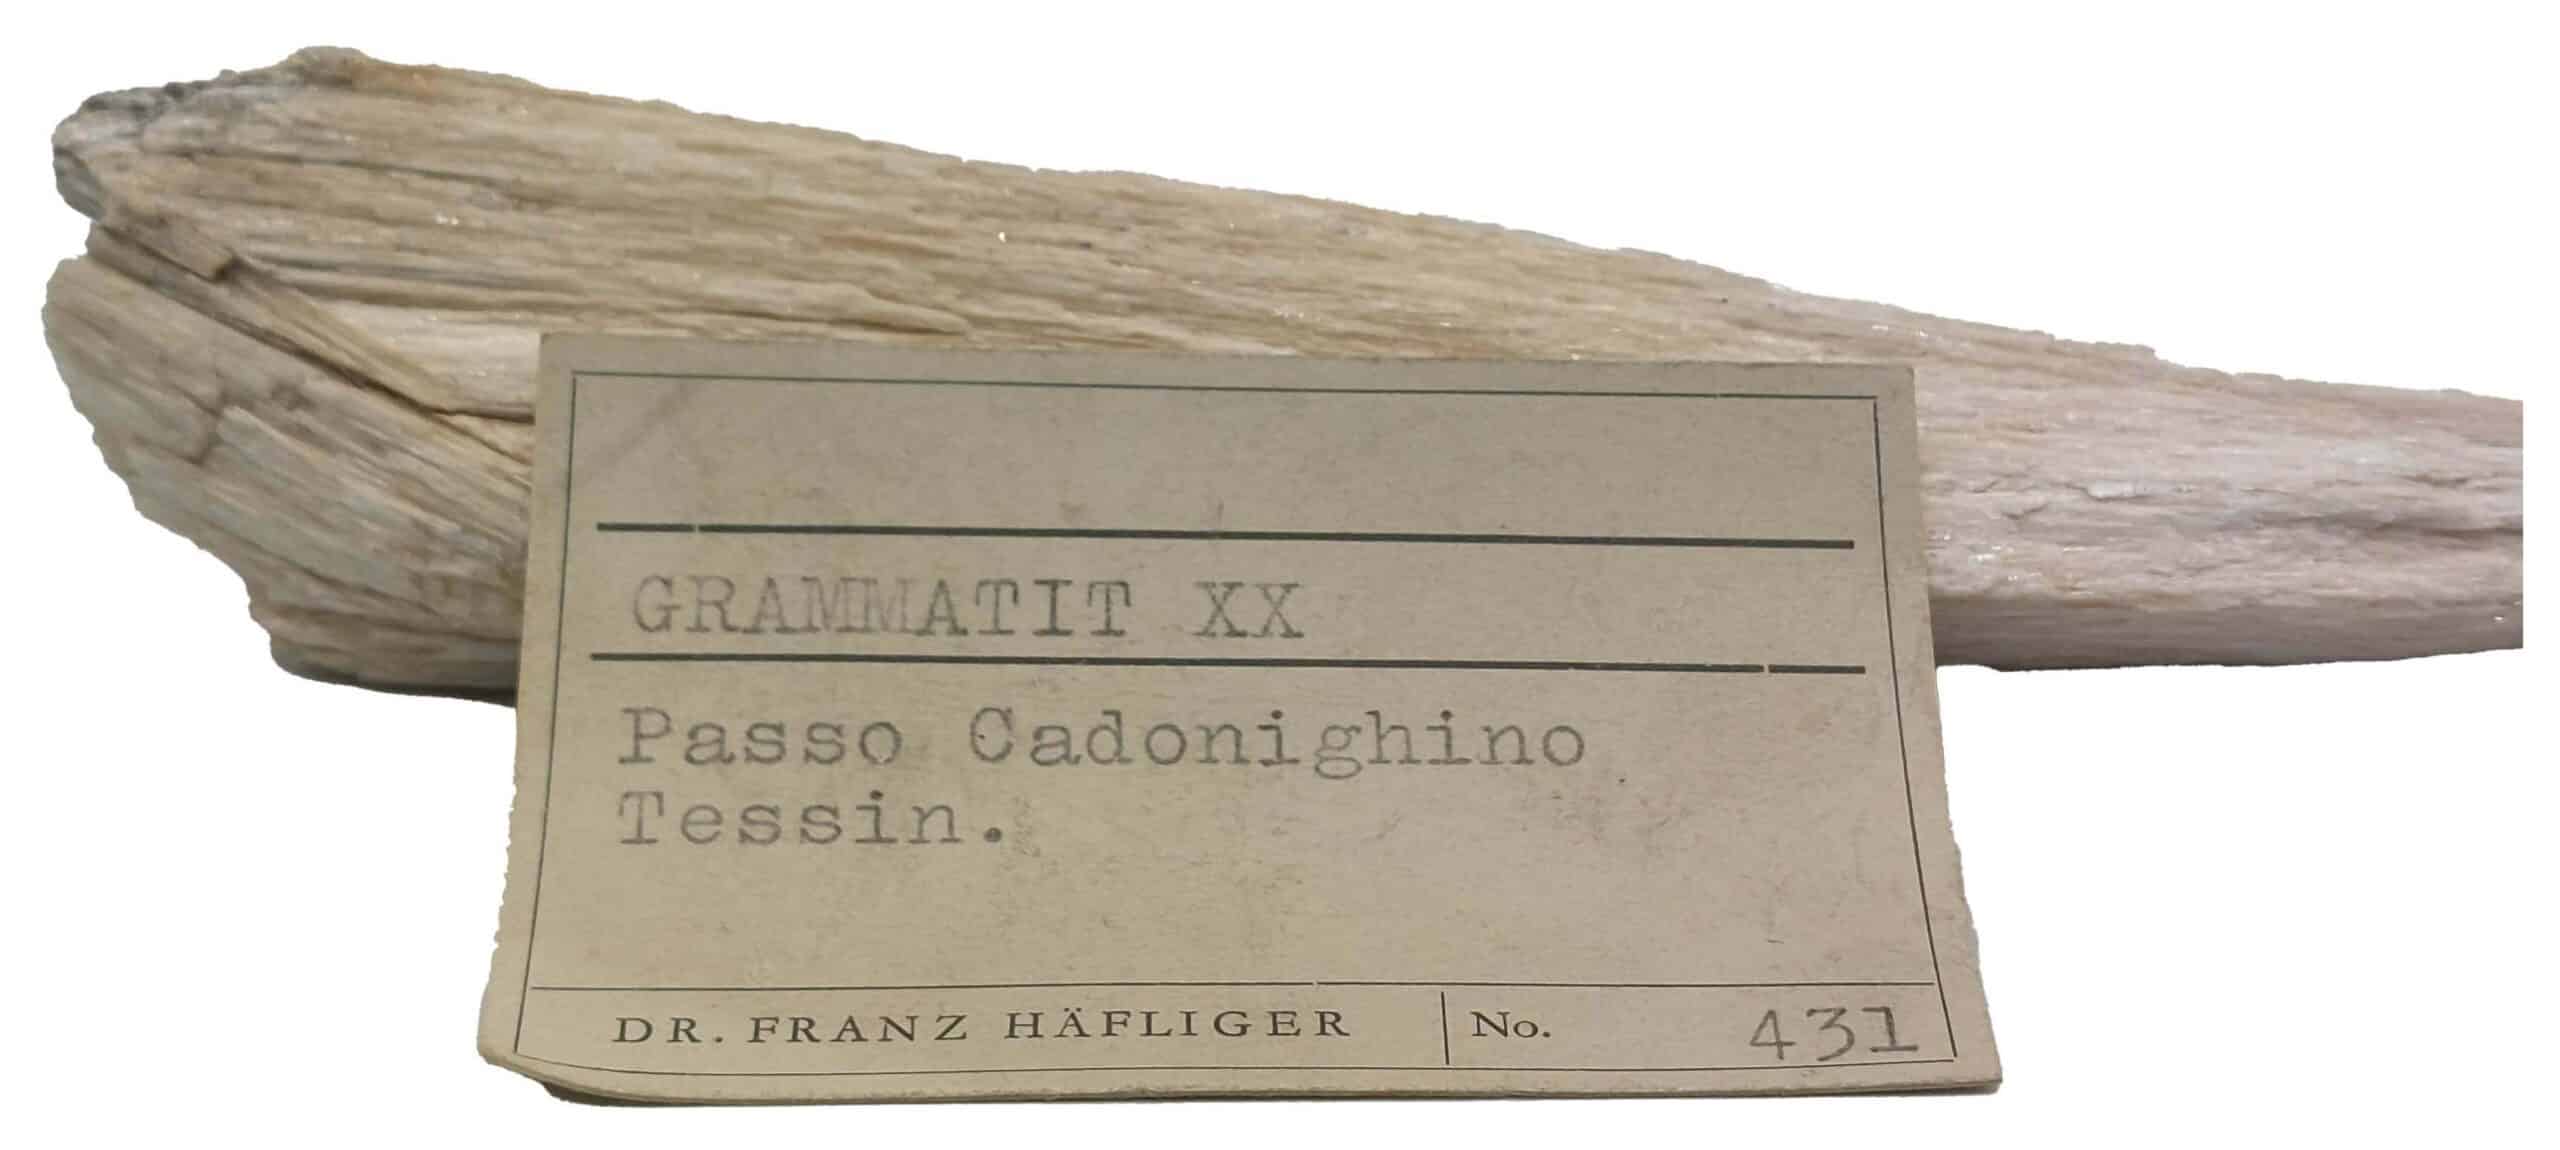 GRAMMATIT XX
Passo Cadonighino
Tessin.
DR. FRANZ HÄFLIGER No. 431